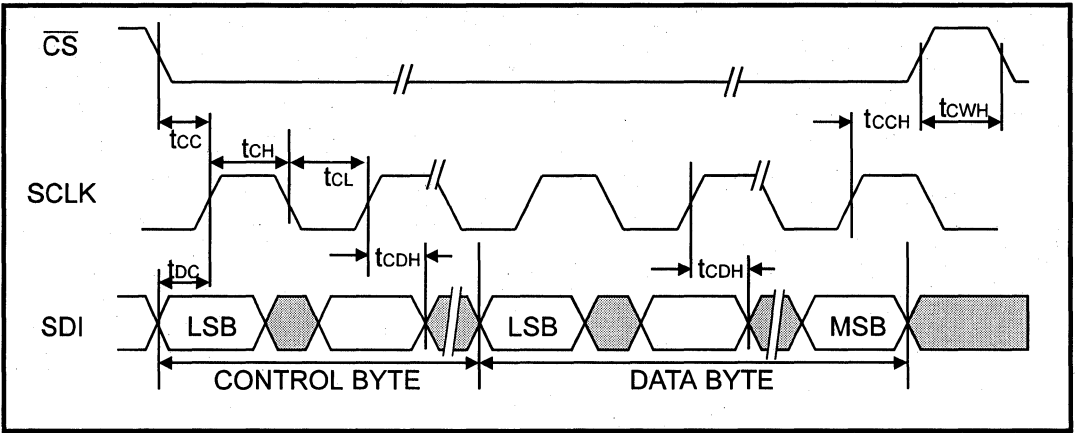 CS
tCC
tCH
tCL
tCCH
tCWH
SCLK
tCDH
tCDH
tDC
SDI
LSB
LSB
MSB
CONTROL BYTE
DATA BYTE